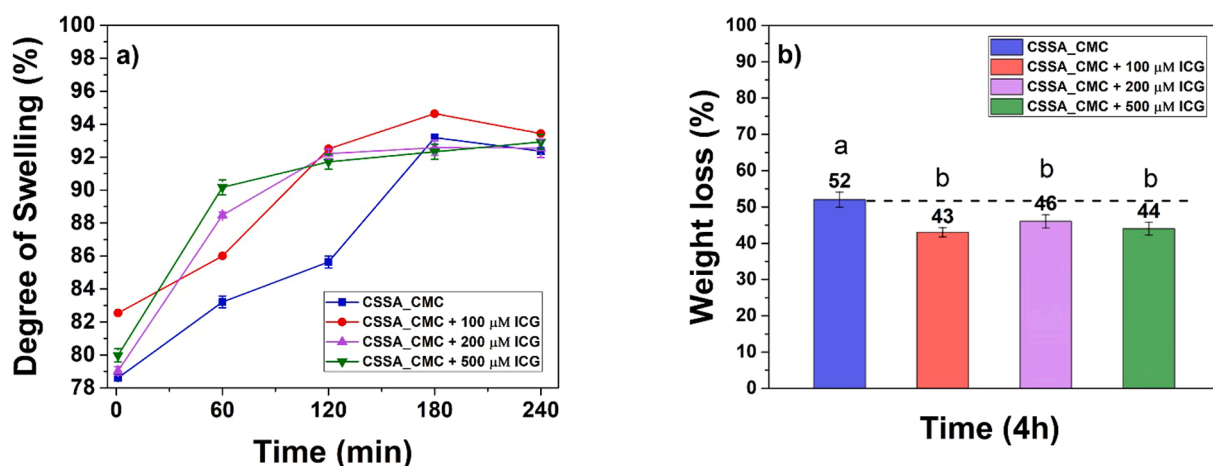 a)
Degree of Swelling (%)
100
98
96
94
92
90
88
86
84
82
80
78
0 60 120 180 240
Time (min)
CSSA_CMC
CSSA_CMC + 100 µM ICG
CSSA_CMC + 200 µM ICG
CSSA_CMC + 500 µM ICG
b)
Weight loss (%)
100
90
80
70
60
50
40
30
20
10
0
CSSA_CMC
CSSA_CMC + 100 µM ICG
CSSA_CMC + 200 µM ICG
CSSA_CMC + 500 µM ICG
a b b b
52 43 46 44
Time (4h)